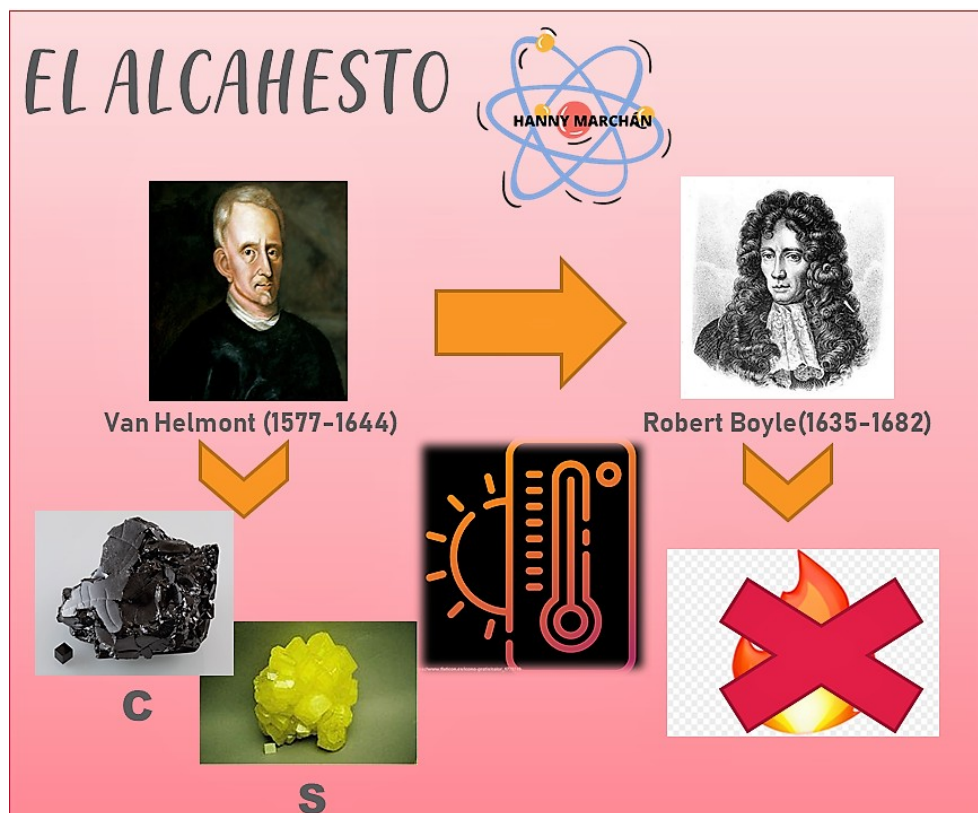 EL ALCAHESTO
HANNY MARCHÁN
Van Helmont (1577-1644)
Robert Boyle(1635-1682)
C
S